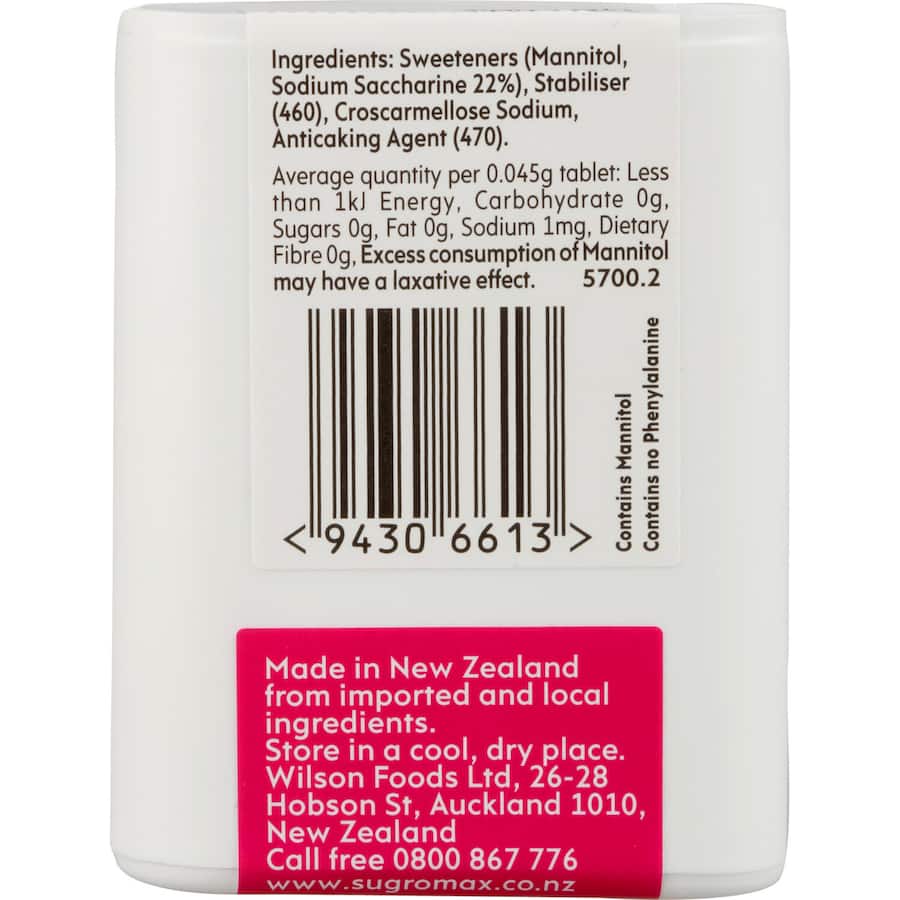 Ingredients: Sweeteners (Mannitol,
Sodium Saccharine 22%), Stabiliser
(460), Croscarmellose Sodium,
Anticaking Agent (470).
Average quantity per 0.045g tablet: Less
than 1kJ Energy, Carbohydrate 0g,
Sugars 0g, Fat 0g, Sodium 1mg, Dietary
Fibre 0g, Excess consumption of Mannitol
may have a laxative effect. 5700.2
Contains Mannitol
Contains no Phenylalanine
<9430 6613>
Made in New Zealand
from imported and local
ingredients.
Store in a cool, dry place.
Wilson Foods Ltd, 26-28
Hobson St, Auckland 1010,
New Zealand
Call free 0800 867 776
www.sugromax.co.nz